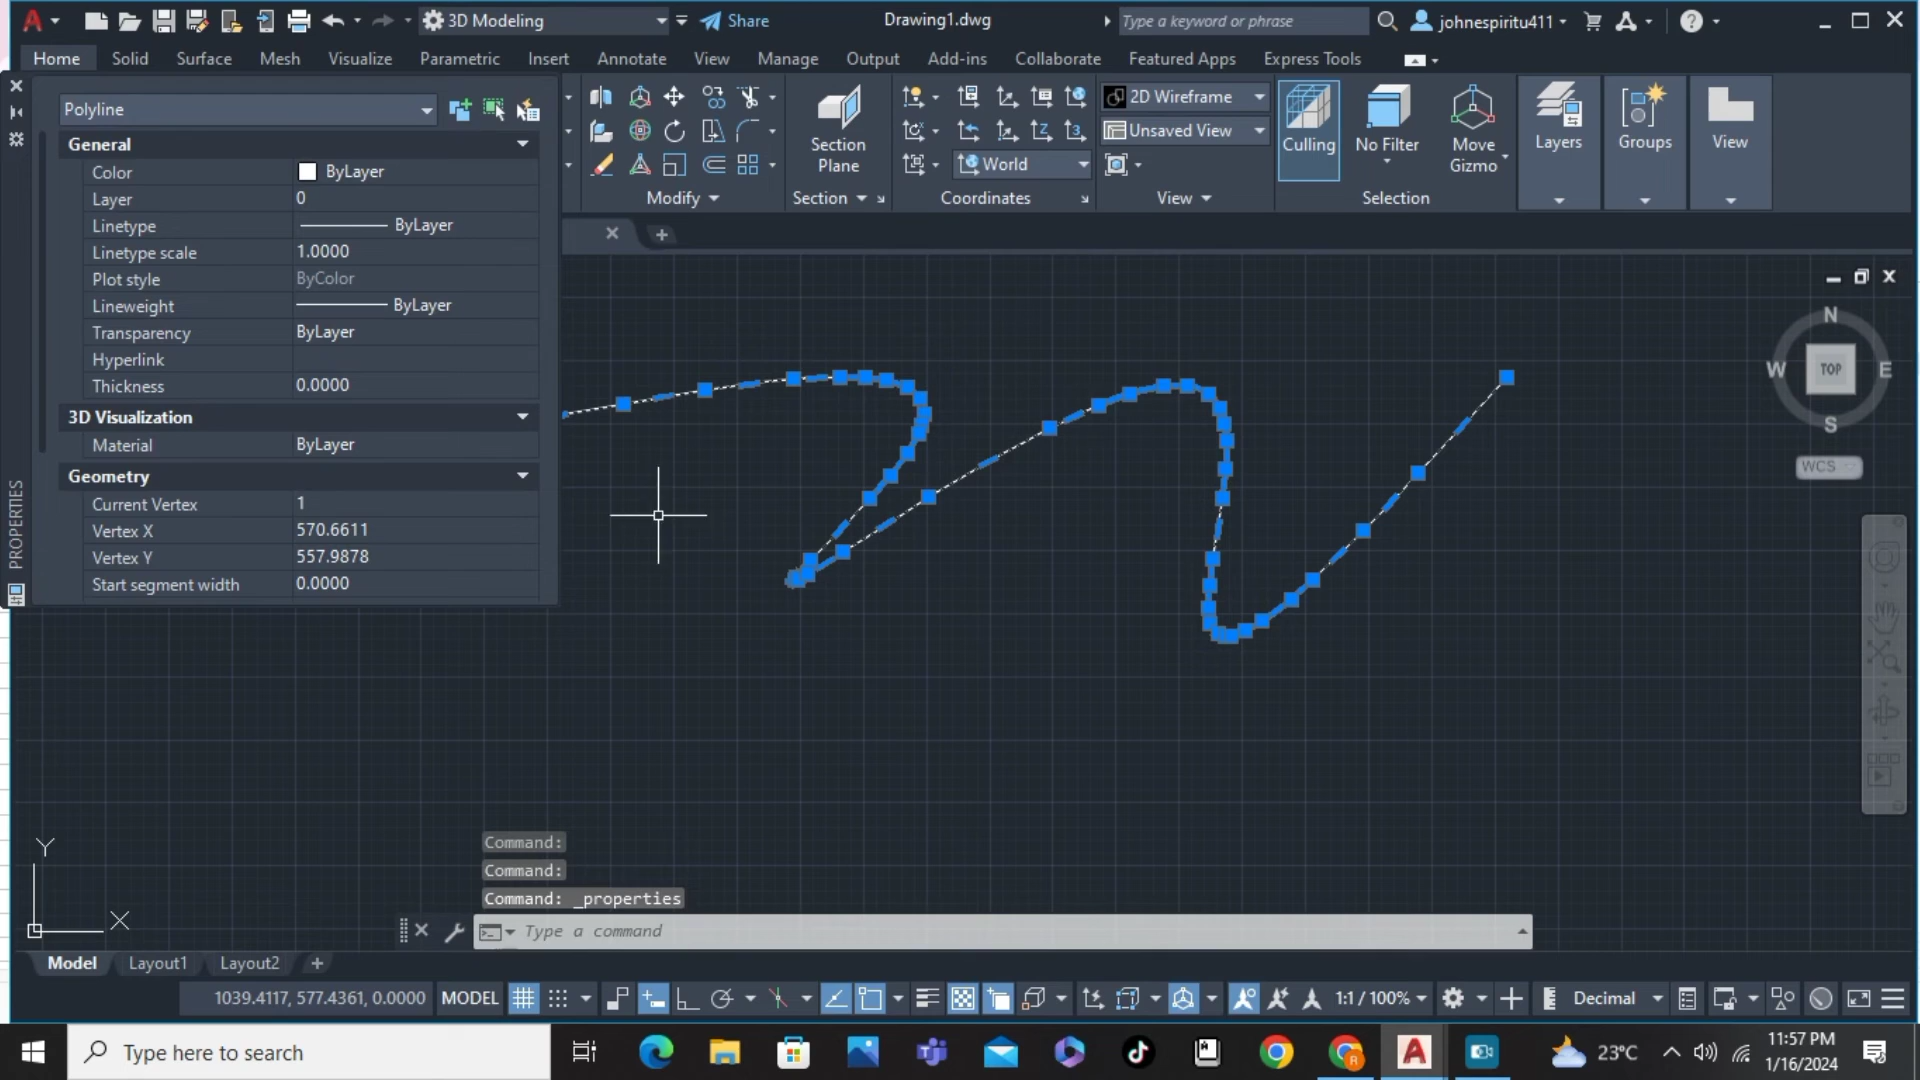 3D Modeling
Share
Drawing1.dwg
Type a keyword or phrase
johnespiritu411
Home Solid Surface Mesh Visualize Parametric Insert Annotate View Manage Output Add-ins Collaborate Featured Apps Express Tools
Polyline
General
Color ByLayer
Layer 0
Linetype ByLayer
Linetype scale 1.0000
Plot style ByColor
Lineweight ByLayer
Transparency ByLayer
Hyperlink
Thickness 0.0000
3D Visualization
Material ByLayer
Geometry
Current Vertex 1
Vertex X 570.6611
Vertex Y 557.9878
Start segment width 0.0000
PROPERTIES
Modify
Section Plane
Section
World
Coordinates
2D Wireframe
Unsaved View
View
Culling
No Filter
Move Gizmo
Selection
Layers
Groups
View
N
W TOP E
S
WCS
Y
X
Command:
Command:
Command: _properties
Type a command
Model Layout1 Layout2
1039.4117, 577.4361, 0.0000 MODEL 1:1 / 100% Decimal
Type here to search
23°C
11:57 PM
1/16/2024